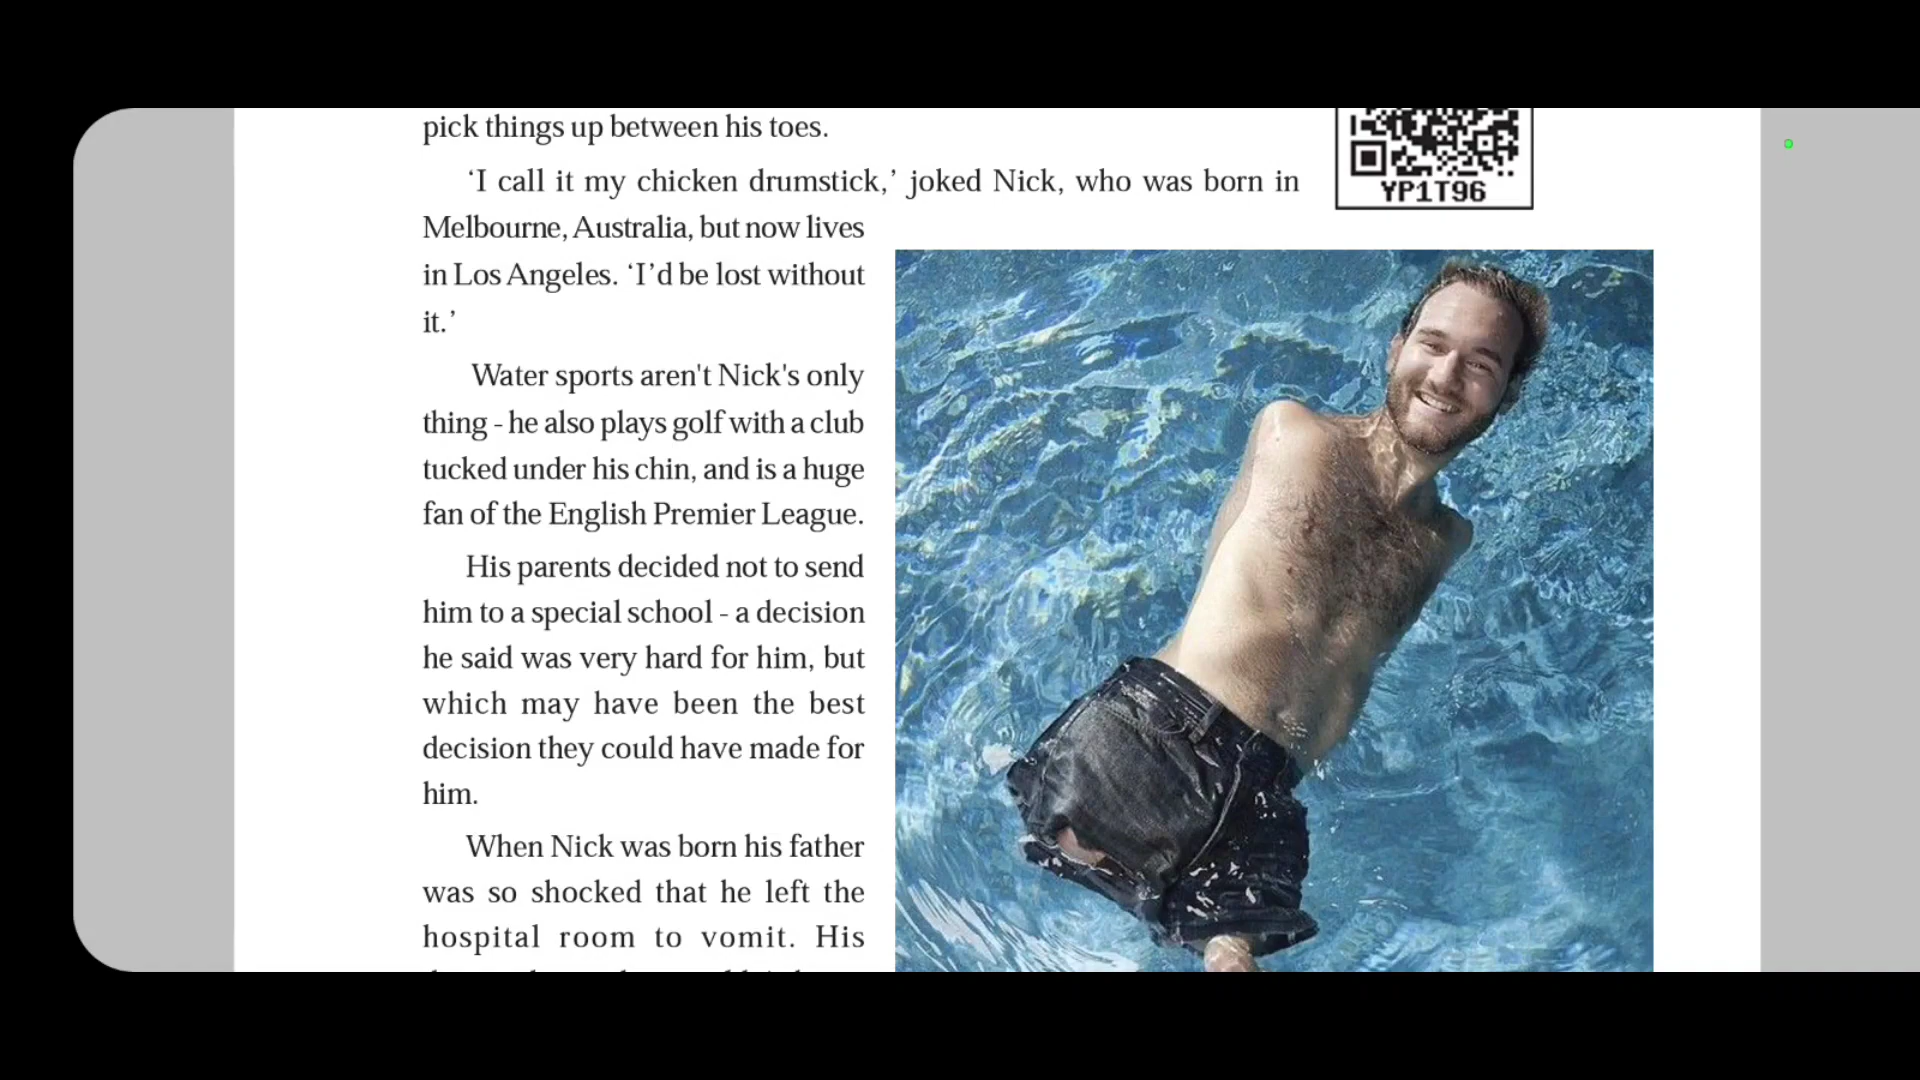 pick things up between his toes.
‘I call it my chicken drumstick,’ joked Nick, who was born in
Melbourne, Australia, but now lives
in Los Angeles. ‘I’d be lost without
it.’
Water sports aren't Nick's only
thing - he also plays golf with a club
tucked under his chin, and is a huge
fan of the English Premier League.
His parents decided not to send
him to a special school - a decision
he said was very hard for him, but
which may have been the best
decision they could have made for
him.
When Nick was born his father
was so shocked that he left the
hospital room to vomit. His
YP1T96